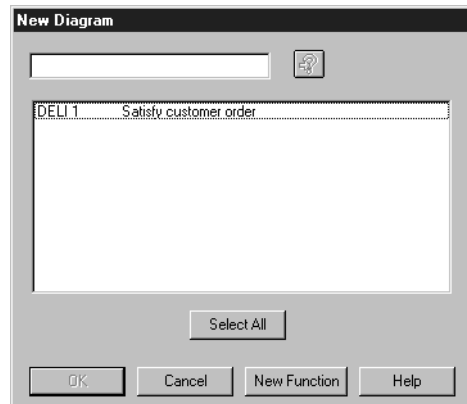 New Diagram
DELI 1 Satisfy customer order
Select All
OK Cancel New Function Help